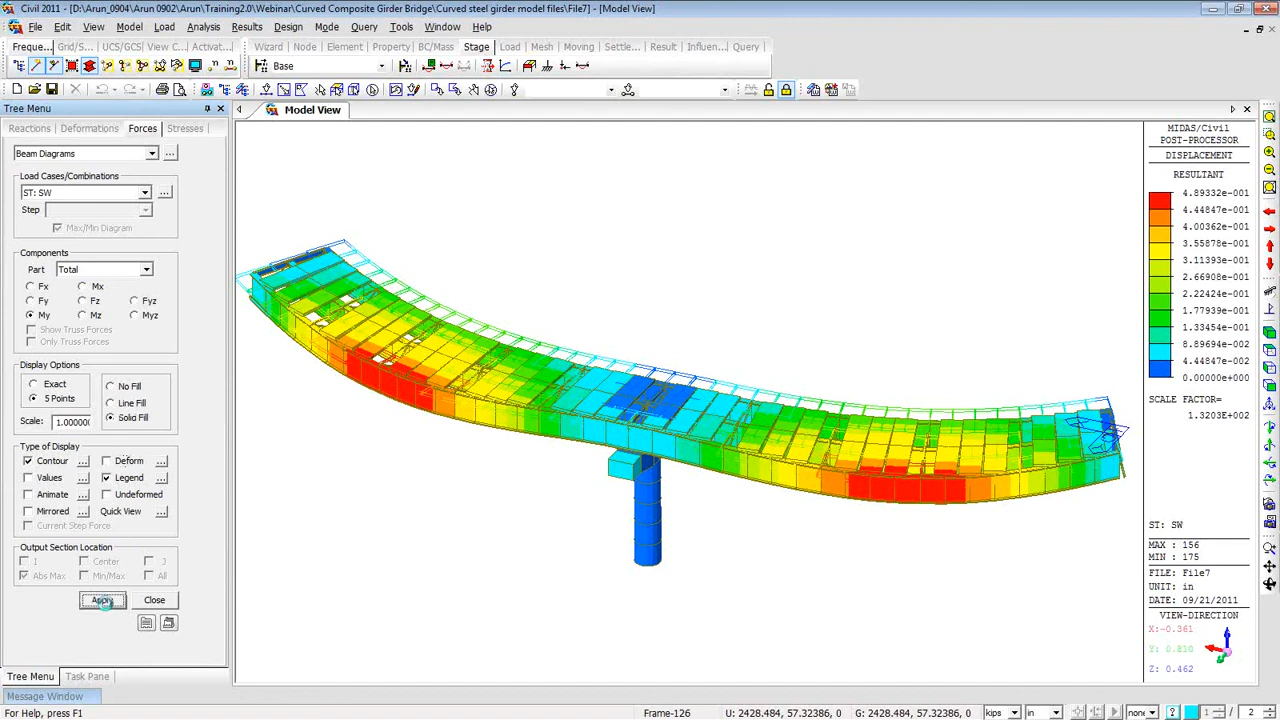 Civil 2011 - [D:\Arun_0904\Arun 0902\Arun\Training2.0\Webinar\Curved Composite Girder Bridge\Curved steel girder model files\File7] - [Model View]
File Edit View Model Load Analysis Results Design Mode Query Tools Window Help
Freque... Grid/S... UCS/GCS View C... Activat... Wizard Node Element Property BC/Mass Stage Load Mesh Moving Settle... Result Influen... Query
Base
Tree Menu
Model View
Reactions Deformations Forces Stresses
Beam Diagrams
Load Cases/Combinations
ST: SW
Step
Max/Min Diagram
Components
Part Total
Fx Mx
Fy Fz Fyz
My Mz Myz
Show Truss Forces
Only Truss Forces
Display Options
Exact No Fill
5 Points Line Fill
Scale: 1.000000 Solid Fill
Type of Display
Contour Deform
Values Legend
Animate Undeformed
Mirrored Quick View
Current Step Force
Output Section Location
I Center J
Abs Max Min/Max All
Apply Close
Tree Menu Task Pane
Message Window
MIDAS/Civil
POST-PROCESSOR
DISPLACEMENT
RESULTANT
4.89332e-001
4.44847e-001
4.00362e-001
3.55878e-001
3.11393e-001
2.66908e-001
2.22424e-001
1.77939e-001
1.33454e-001
8.89694e-002
4.44847e-002
0.00000e+000
SCALE FACTOR=
1.3203E+002
ST: SW
MAX : 156
MIN : 175
FILE: File7
UNIT: in
DATE: 09/21/2011
VIEW-DIRECTION
X:-0.361
Y: 0.810
Z: 0.462
For Help, press F1 Frame-126 U: 2428.484, 57.32386, 0 G: 2428.484, 57.32386, 0 kips in none 1 / 2